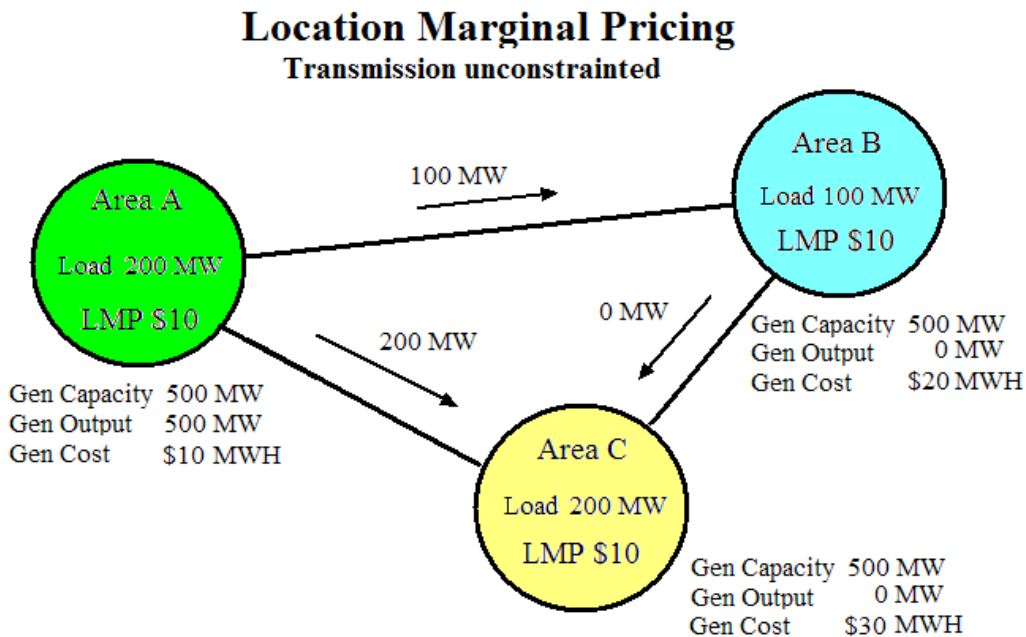 Location Marginal Pricing
Transmission unconstrainted
100 MW
Area A
Load 200 MW
LMP $10
Area B
Load 100 MW
LMP $10
200 MW
0 MW
Gen Capacity 500 MW
Gen Output 500 MW
Gen Cost $10 MWH
Gen Capacity 500 MW
Gen Output 0 MW
Gen Cost $20 MWH
Area C
Load 200 MW
LMP $10
Gen Capacity 500 MW
Gen Output 0 MW
Gen Cost $30 MWH